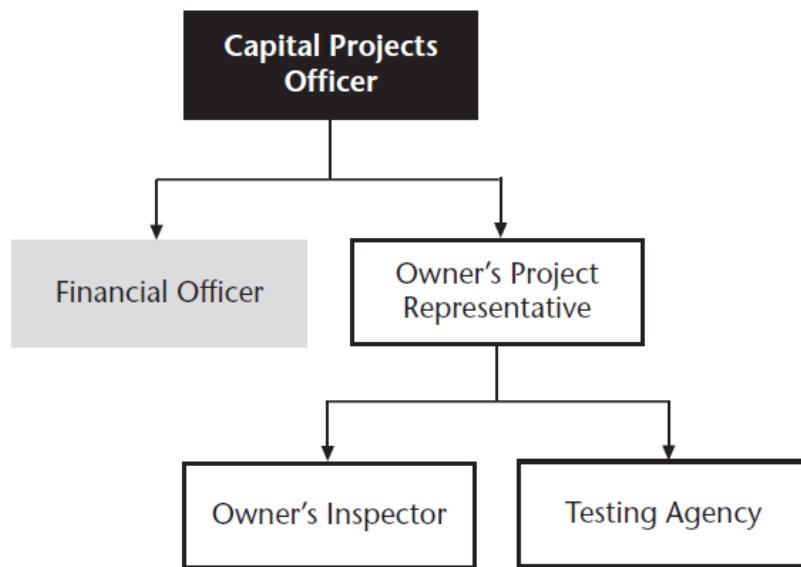 Capital Projects
Officer
Financial Officer
Owner’s Project
Representative
Owner’s Inspector
Testing Agency